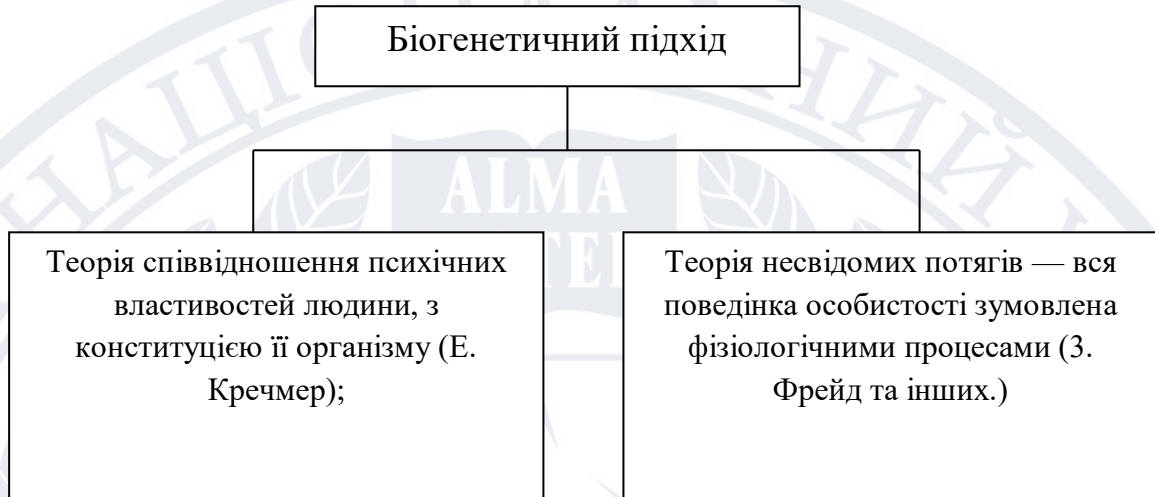 Біогенетичний підхід
Теорія співвідношення психічних
властивостей людини, з
конституцією її організму (Е.
Кречмер);
Теорія несвідомих потягів — вся
поведінка особистості зумовлена
фізіологічними процесами (З.
Фрейд та інших.)
ALMA